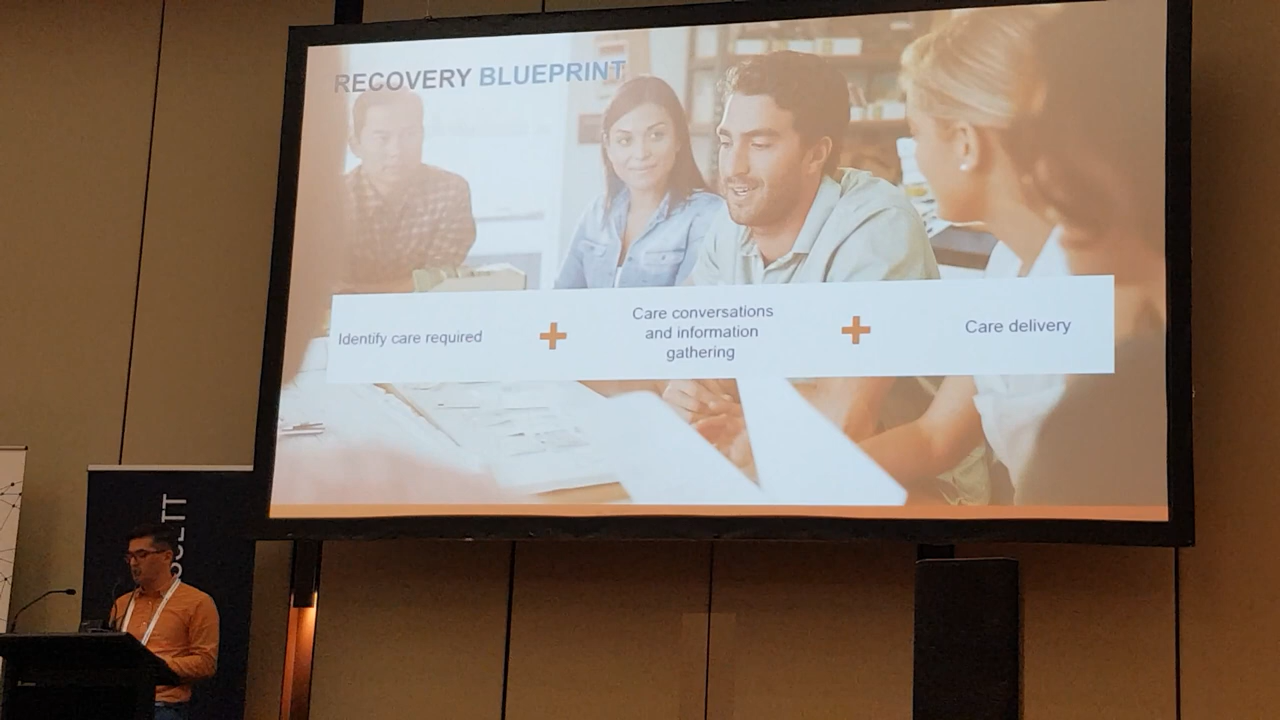 RECOVERY BLUEPRINT
Identify care required
+
Care conversations
and information
gathering
+
Care delivery